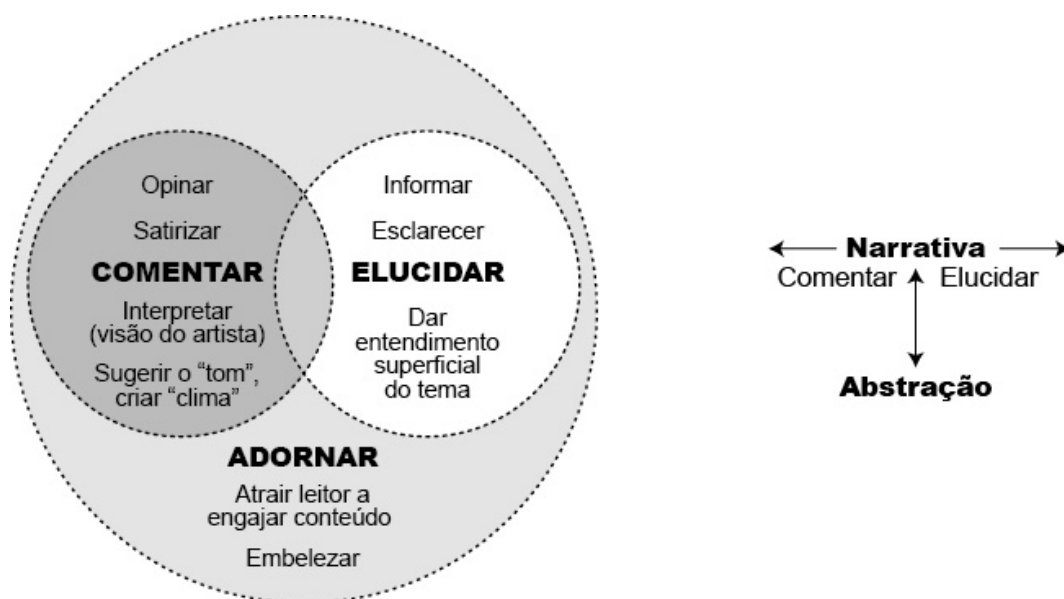 Opinar
Satirizar
COMENTAR
Interpretar
(visão do artista)
Sugerir o “tom”,
criar “clima”
Informar
Esclarecer
ELUCIDAR
Dar
entendimento
superficial
do tema
ADORNAR
Atrair leitor a
engajar conteúdo
Embelezar
Narrativa
Comentar Elucidar
Abstração